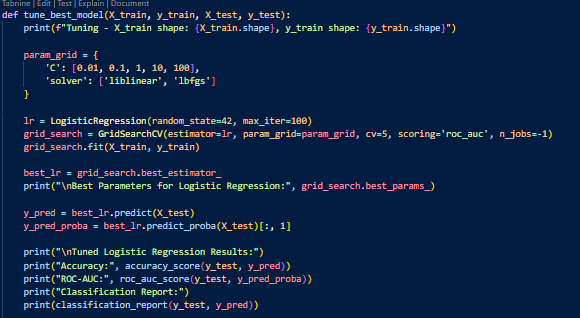 Tabnine | Edit | Test | Explain | Document
def tune_best_model(X_train, y_train, X_test, y_test):
    print(f"Tuning - X_train shape: {X_train.shape}, y_train shape: {y_train.shape}")

    param_grid = {
        'C': [0.01, 0.1, 1, 10, 100],
        'solver': ['liblinear', 'lbfgs']
    }

    lr = LogisticRegression(random_state=42, max_iter=100)
    grid_search = GridSearchCV(estimator=lr, param_grid=param_grid, cv=5, scoring='roc_auc', n_jobs=-1)
    grid_search.fit(X_train, y_train)

    best_lr = grid_search.best_estimator_
    print("\nBest Parameters for Logistic Regression:", grid_search.best_params_)

    y_pred = best_lr.predict(X_test)
    y_pred_proba = best_lr.predict_proba(X_test)[:, 1]

    print("\nTuned Logistic Regression Results:")
    print("Accuracy:", accuracy_score(y_test, y_pred))
    print("ROC-AUC:", roc_auc_score(y_test, y_pred_proba))
    print("Classification Report:")
    print(classification_report(y_test, y_pred))